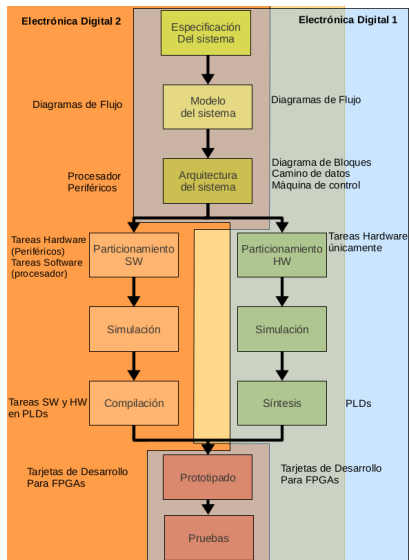 Electrónica Digital 2
Electrónica Digital 1
Especificación
Del sistema
Diagramas de Flujo
Modelo
del sistema
Diagramas de Flujo
Procesador
Periféricos
Arquitectura
del sistema
Diagrama de Bloques
Camino de datos
Máquina de control
Tareas Hardware
(Periféricos)
Tareas Software
(procesador)
Particionamiento
SW
Particionamiento
HW
Tareas Hardware
únicamente
Simulación
Simulación
Tareas SW y HW
en PLDs
Compilación
Síntesis
PLDs
Tarjetas de Desarrollo
Para FPGAs
Prototipado
Tarjetas de Desarrollo
Para FPGAs
Pruebas